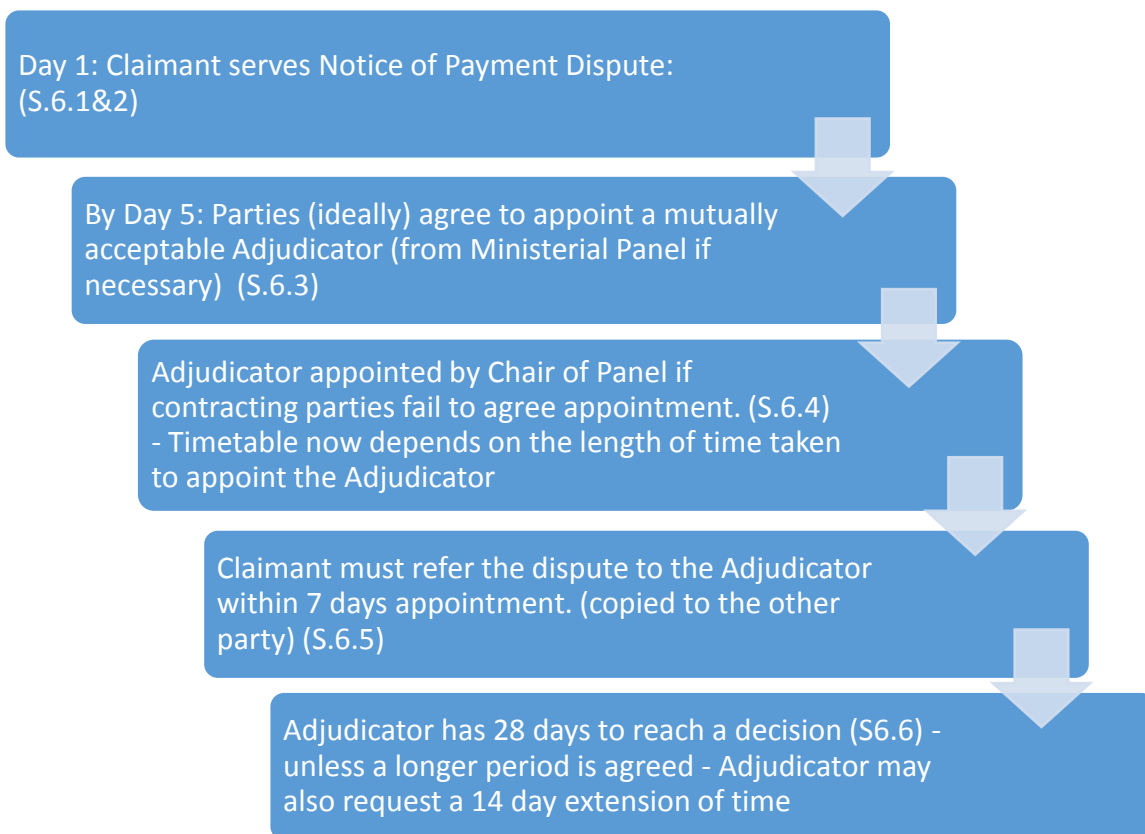 Day 1: Claimant serves Notice of Payment Dispute:
(S.6.1&2)
By Day 5: Parties (ideally) agree to appoint a mutually
acceptable Adjudicator (from Ministerial Panel if
necessary)  (S.6.3)
Adjudicator appointed by Chair of Panel if
contracting parties fail to agree appointment. (S.6.4)
- Timetable now depends on the length of time taken
to appoint the Adjudicator
Claimant must refer the dispute to the Adjudicator
within 7 days appointment. (copied to the other
party) (S.6.5)
Adjudicator has 28 days to reach a decision (S6.6) -
unless a longer period is agreed - Adjudicator may
also request a 14 day extension of time